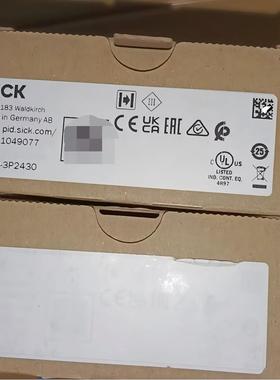 CK
183 Waldkirch
in Germany AB
pid.sick.com/
1049077
-3P2430
CE UK CA EAC
25
C UL US
LISTED
IND. CONT. EQ.
4R97